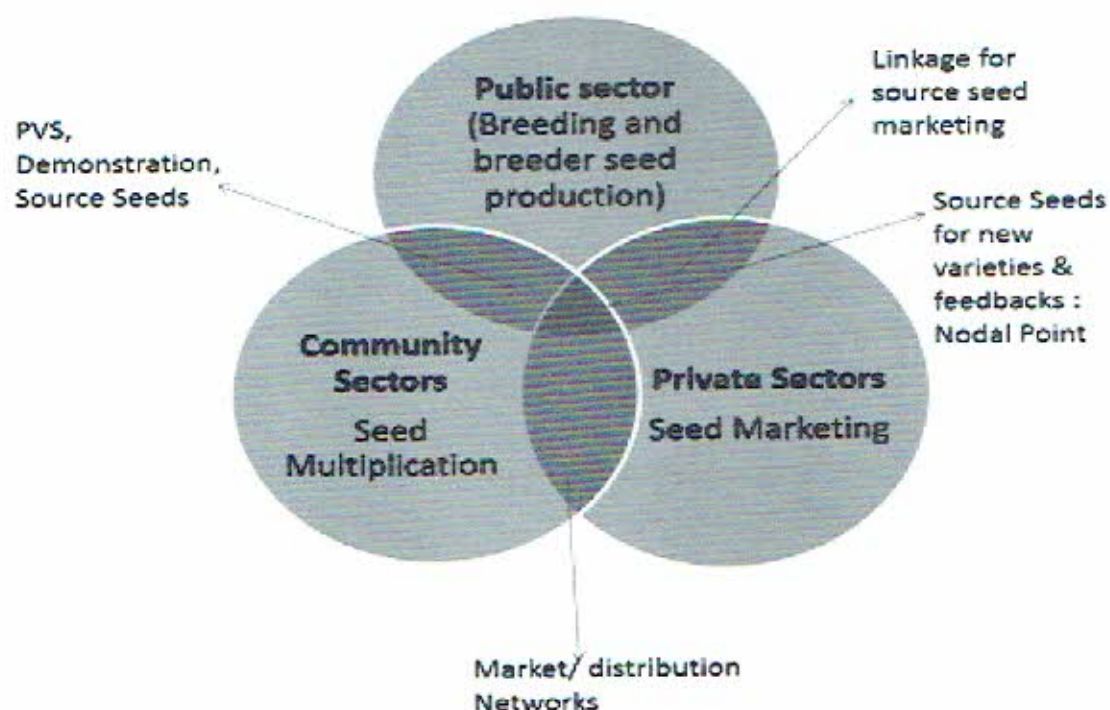 Public sector
(Breeding and
breeder seed
production)
Linkage for
source seed
marketing
PVS,
Demonstration,
Source Seeds
Source Seeds
for new
varieties &
feedbacks :
Nodal Point
Community
Sectors
Seed
Multiplication
Private Sectors
Seed Marketing
Market/ distribution
Networks